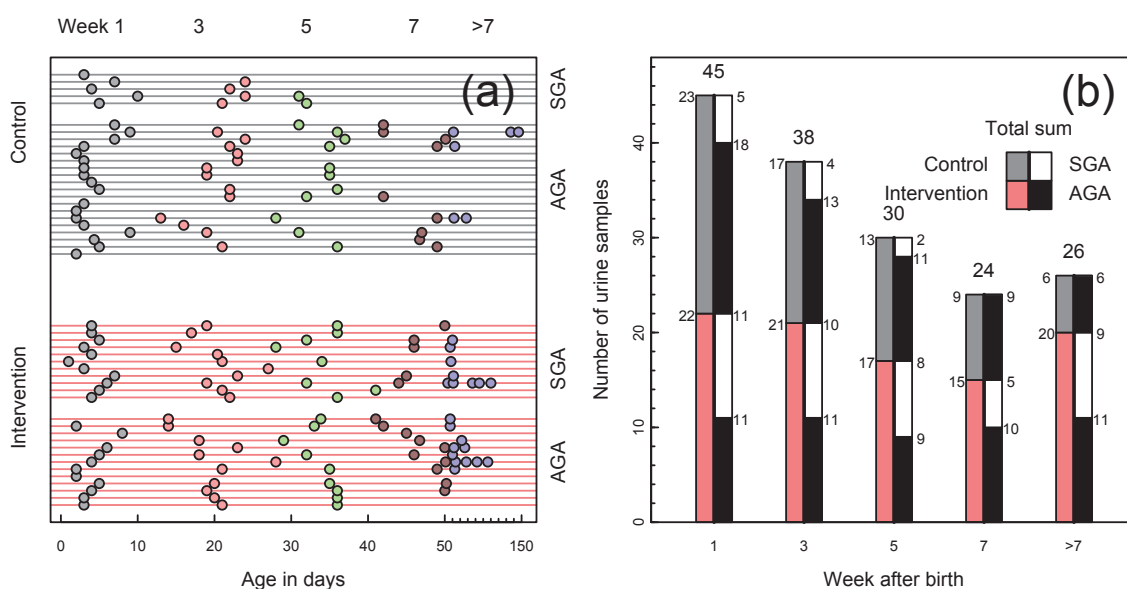 Week 1 3 5 7 >7
(a)
Control
Intervention
SGA
AGA
SGA
AGA
0 10 20 30 40 50 150
Age in days
(b)
Number of urine samples
0 10 20 30 40
45
23 5
18
22 11
11
38
17 4
13
21 10
11
30
13 2
11
17 8
9
24
9 9
15 5
10
26
6 6
20 9
11
Total sum
Control SGA
Intervention AGA
1 3 5 7 >7
Week after birth